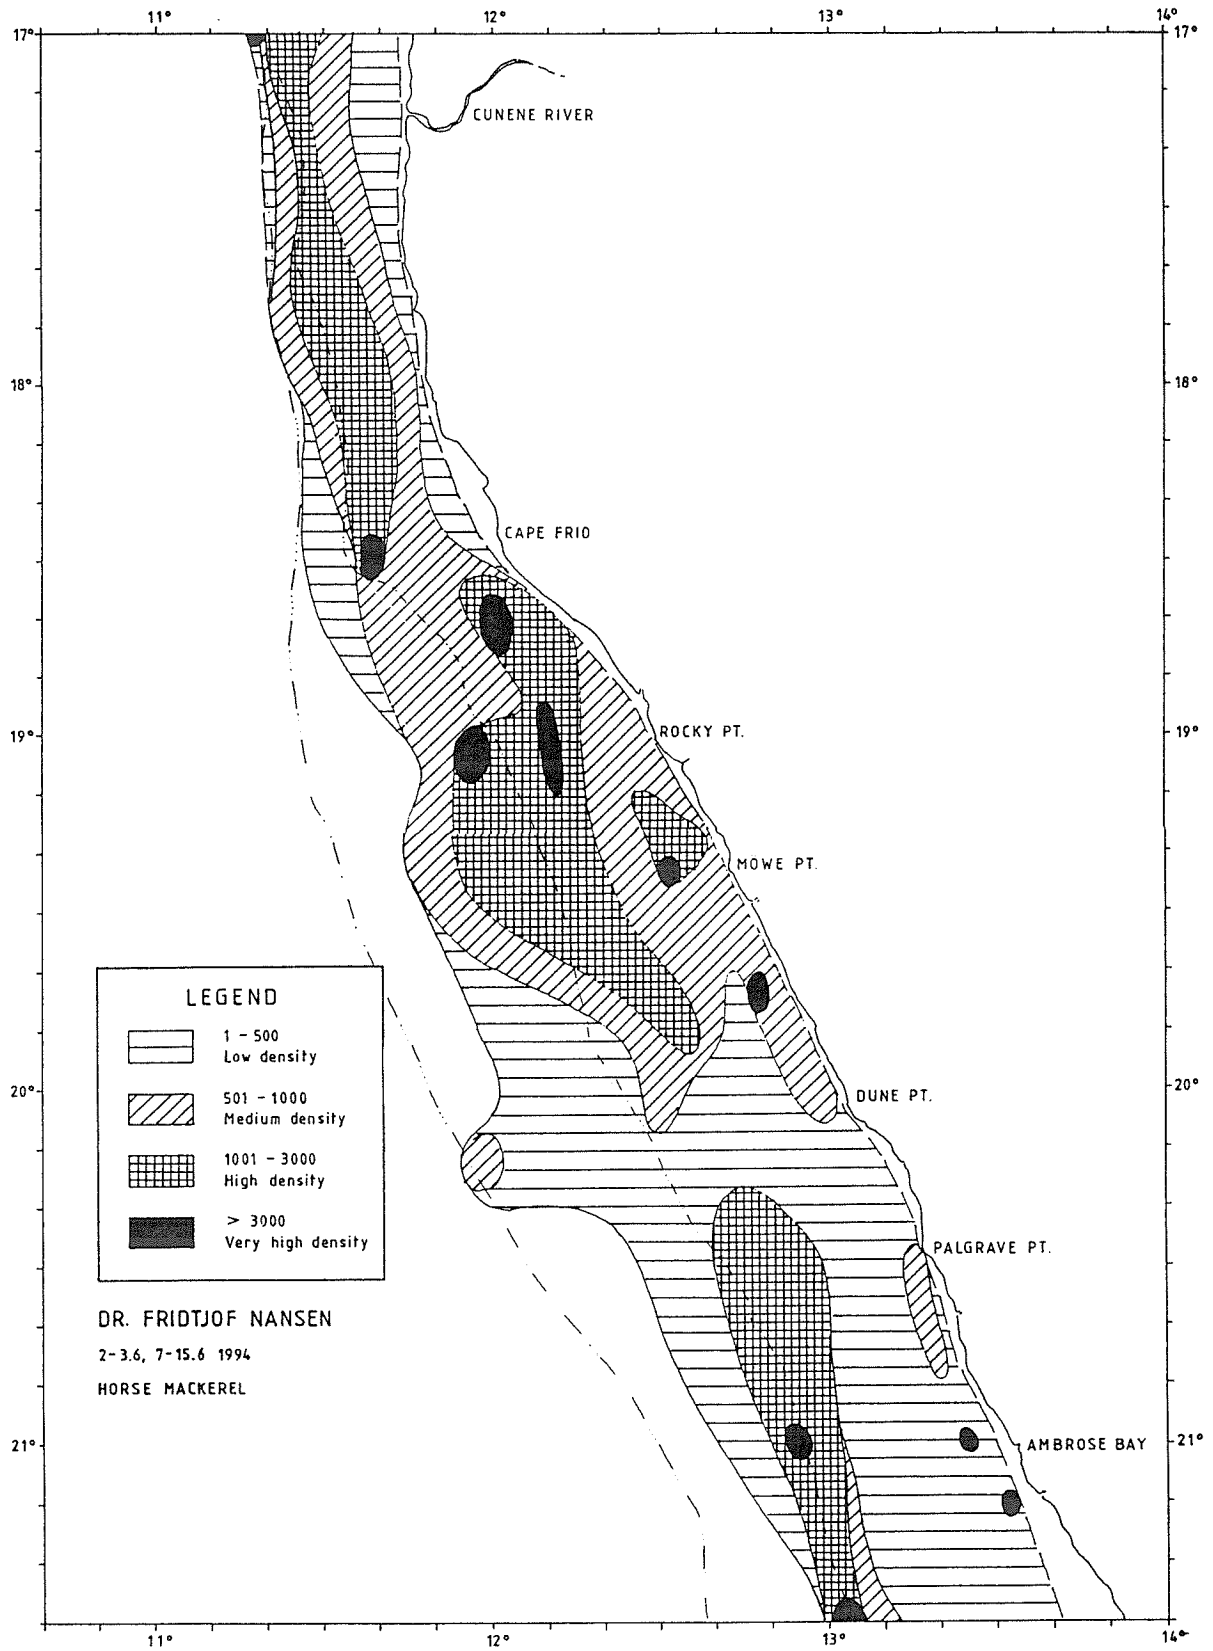 11° 12° 13° 14°
17° 17°
CUNENE RIVER
18° 18°
CAPE FRIO
19° 19°
ROCKY PT.
MOWE PT.
LEGEND
1 - 500
Low density
501 - 1000
Medium density
1001 - 3000
High density
> 3000
Very high density
20° 20°
DUNE PT.
PALGRAVE PT.
DR. FRIDTJOF NANSEN
2-3.6, 7-15.6 1994
HORSE MACKEREL
21° 21°
AMBROSE BAY
11° 12° 13° 14°